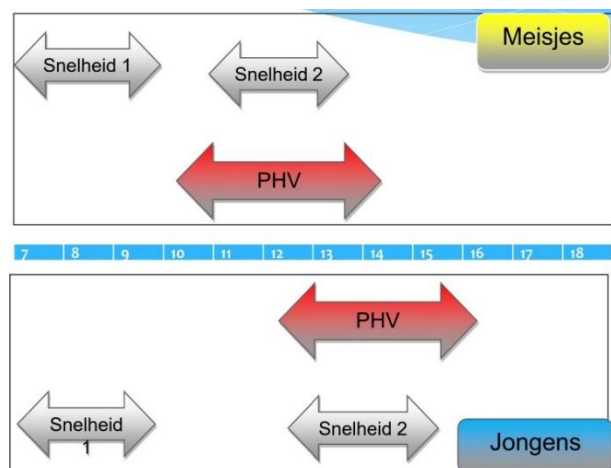 Meisjes
Snelheid 1
Snelheid 2
PHV
7 8 9 10 11 12 13 14 15 16 17 18
PHV
Snelheid
1
Snelheid 2
Jongens